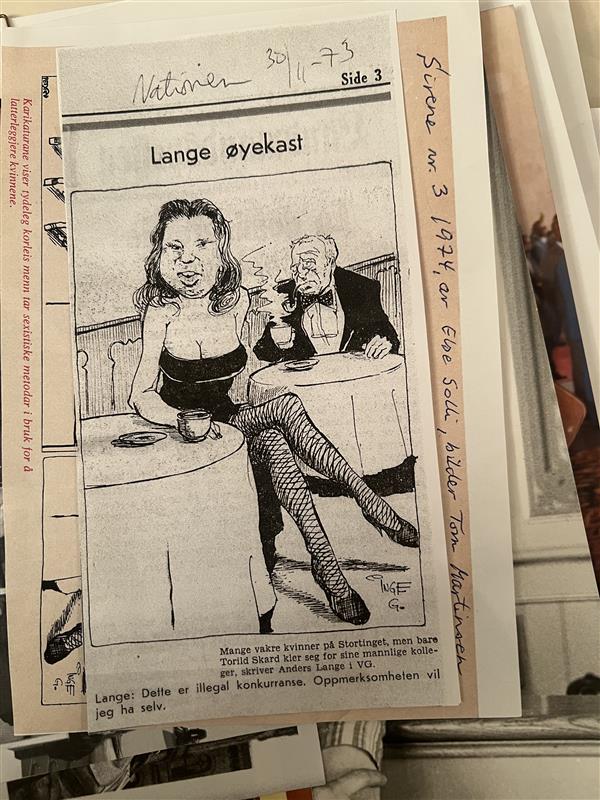 Nationen 30/11-73
Side 3
Lange øyekast
INGE
G.
Mange vakre kvinner på Stortinget, men bare
Torild Skard kler seg for sine mannlige kolle-
ger, skriver Anders Lange i VG.
Lange: Dette er illegal konkurranse. Oppmerksomheten vil
jeg ha selv.
Sirene nr. 3 1974, av Else Solli, bilder Tom Martinsen
Karikaturane viser tydeleg korleis menn tar sexistiske metodar i bruk for å
latterleggjere kvinnene.
INGE
G.